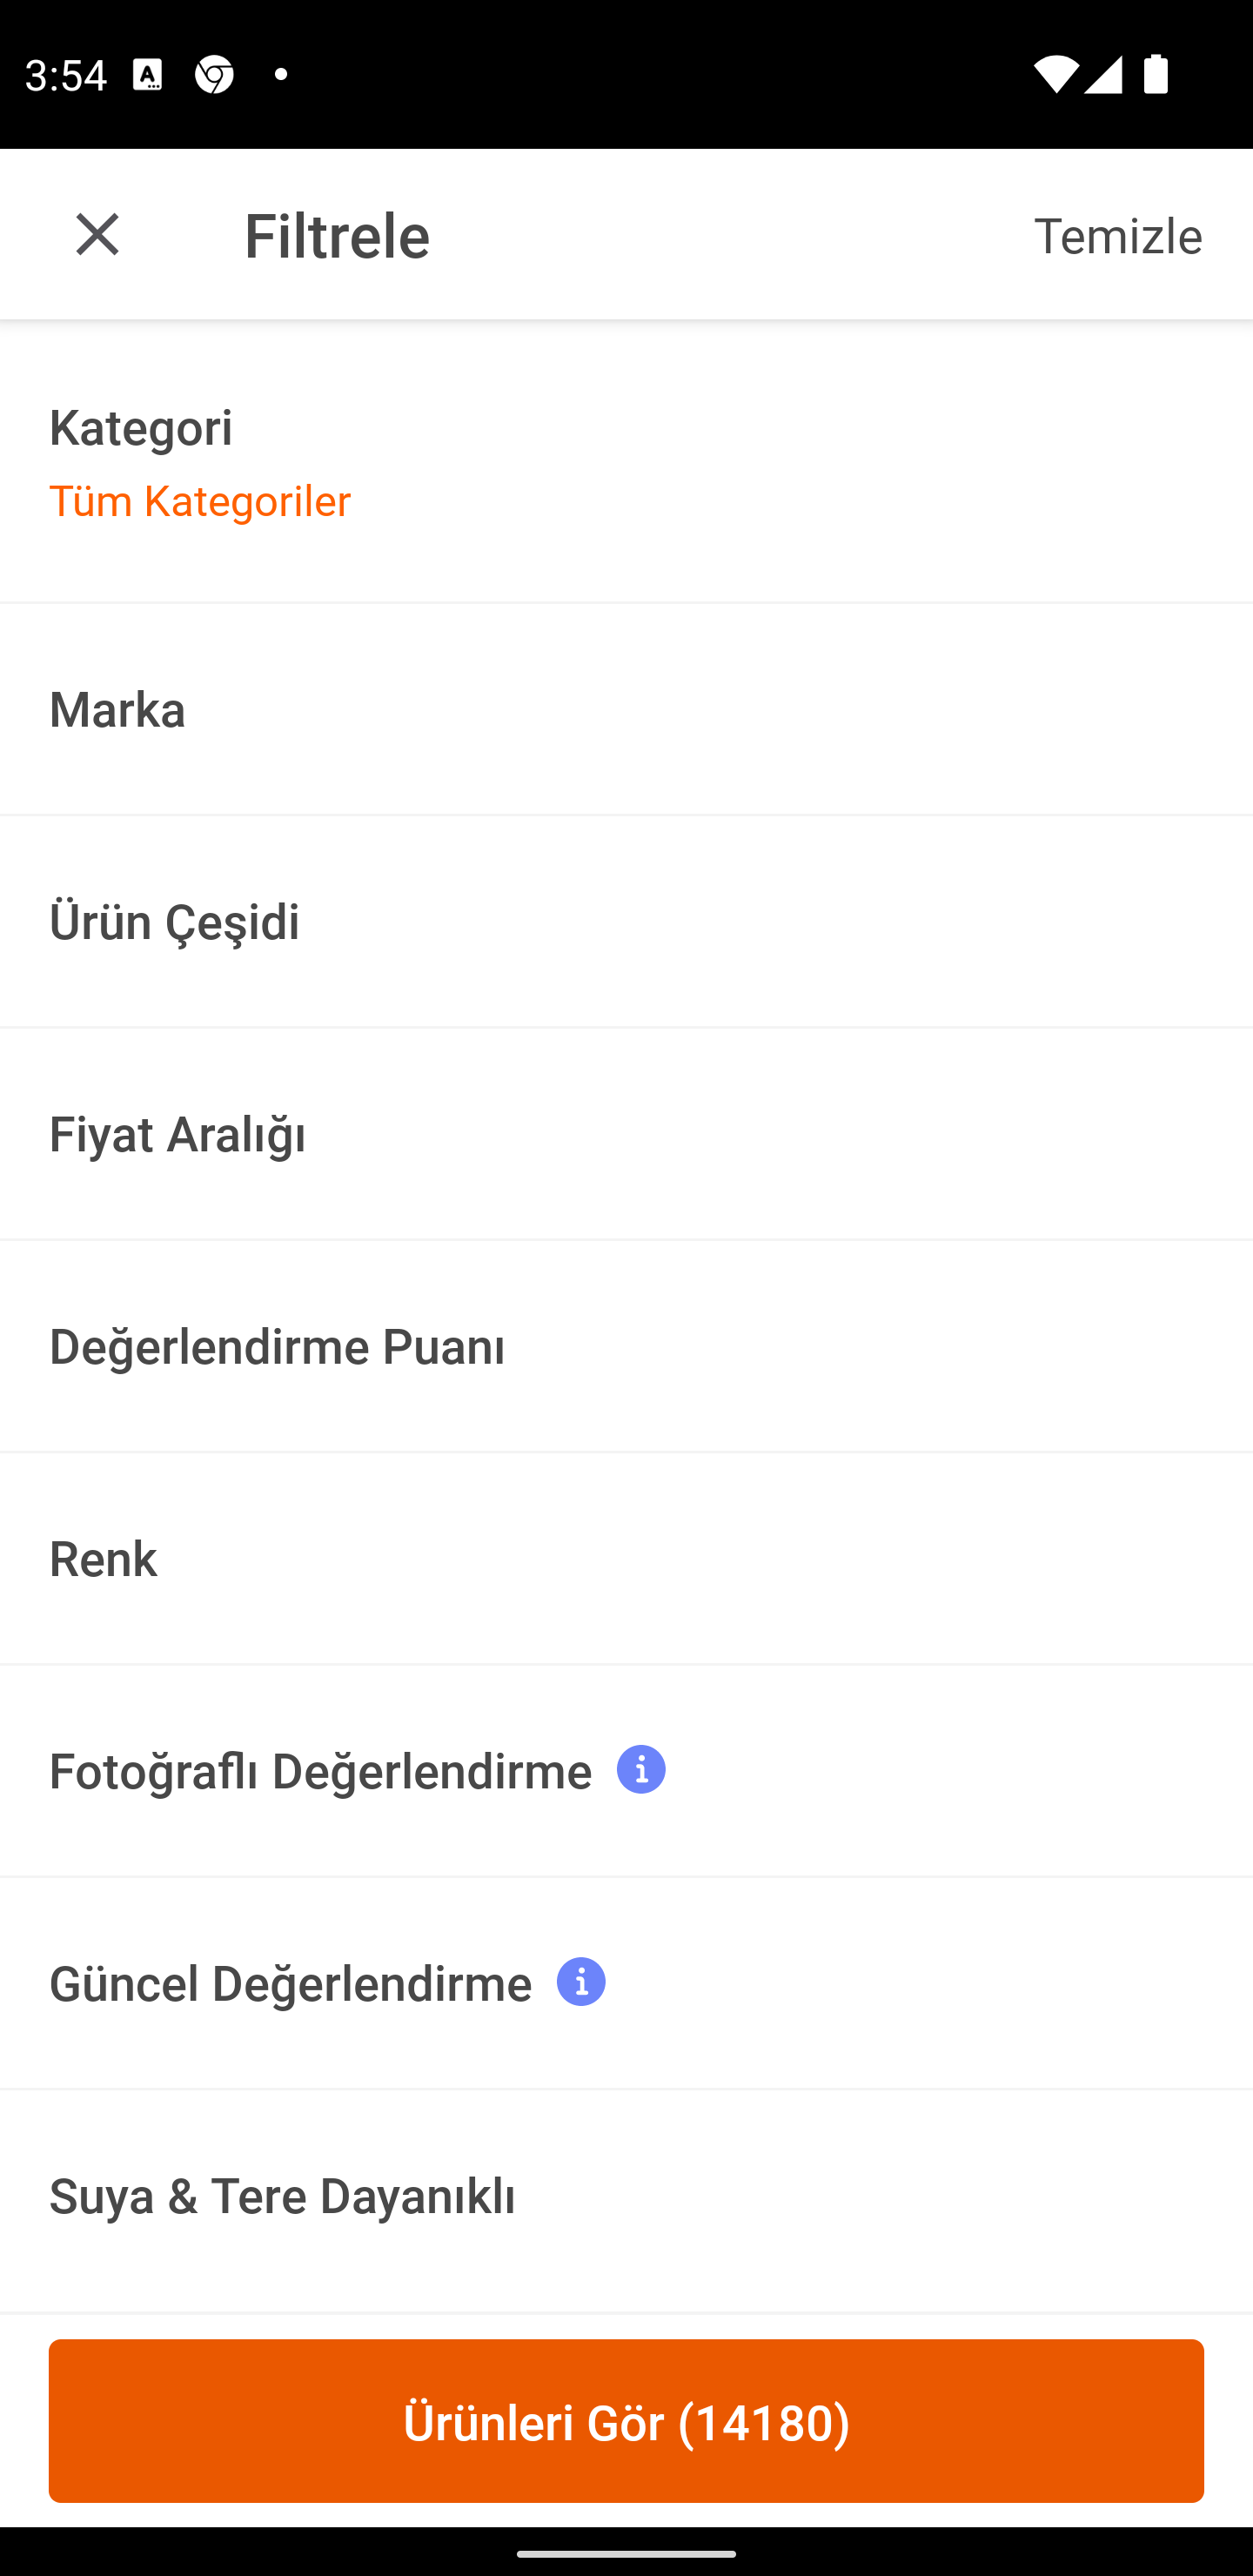 3:54
Filtrele
Temizle
Kategori
Tüm Kategoriler
Marka
Ürün Çeşidi
Fiyat Aralığı
Değerlendirme Puanı
Renk
Fotoğraflı Değerlendirme
Güncel Değerlendirme
Suya & Tere Dayanıklı
Ürünleri Gör (14180)